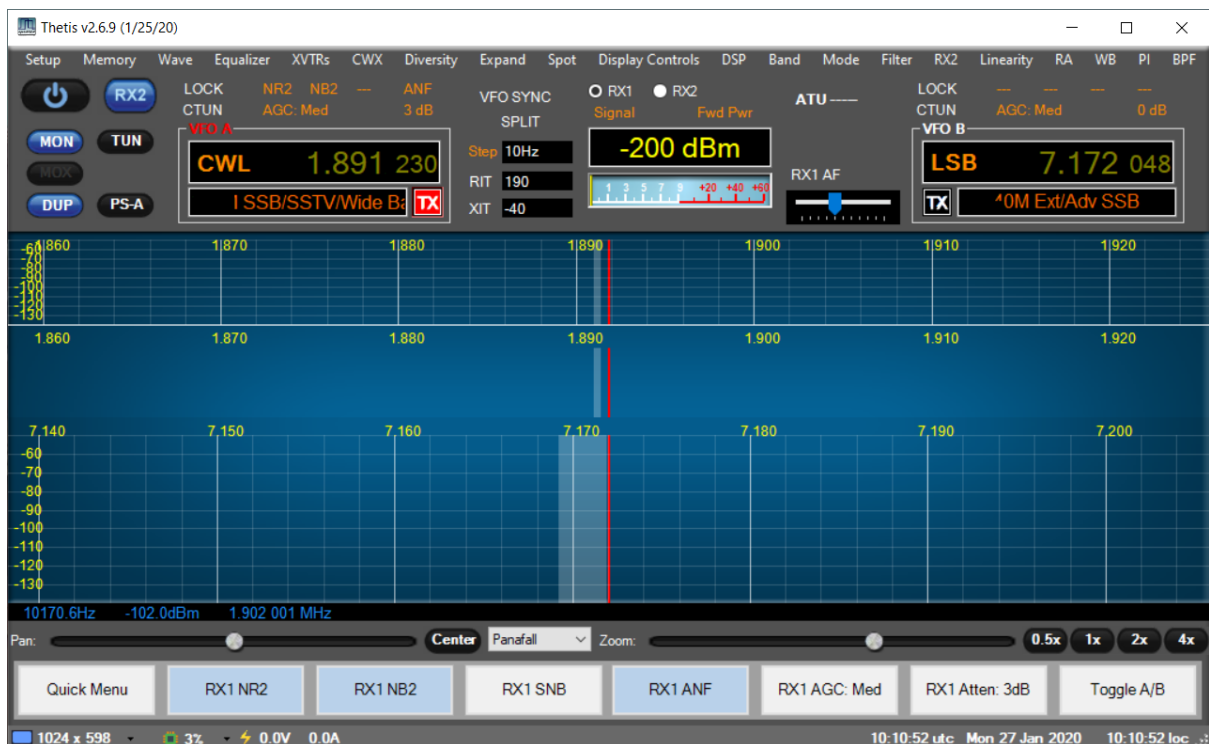 Thetis v2.6.9 (1/25/20)
Setup Memory Wave Equalizer XVTRs CWX Diversity Expand Spot Display Controls DSP Band Mode Filter RX2 Linearity RA WB PI BPF
RX2 LOCK NR2 NB2 --- ANF
CTUN AGC: Med 3 dB
VFO SYNC
SPLIT
RX1 RX2
Signal Fwd Pwr
ATU -----
LOCK --- --- --- ---
CTUN AGC: Med 0 dB
MON TUN
MOX
DUP PS-A
VFO A
CWL 1.891 230
I SSB/SSTV/Wide Ba TX
Step 10Hz
RIT 190
XIT -40
-200 dBm
1 3 5 7 9 +20 +40 +60
RX1 AF
VFO B
LSB 7.172 048
TX 40M Ext/Adv SSB
1.860 1.870 1.880 1.890 1.900 1.910 1.920
-60
-70
-80
-90
-100
-110
-120
-130
1.860 1.870 1.880 1.890 1.900 1.910 1.920
7.140 7.150 7.160 7.170 7.180 7.190 7.200
-60
-70
-80
-90
-100
-110
-120
-130
10170.6Hz -102.0dBm 1.902 001 MHz
Pan: Center Panafall Zoom: 0.5x 1x 2x 4x
Quick Menu RX1 NR2 RX1 NB2 RX1 SNB RX1 ANF RX1 AGC: Med RX1 Atten: 3dB Toggle A/B
1024 x 598 3% 0.0V 0.0A 10:10:52 utc Mon 27 Jan 2020 10:10:52 loc